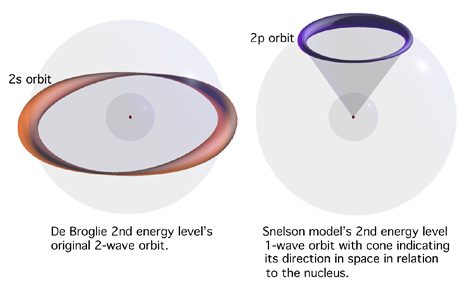 2s orbit
2p orbit
De Broglie 2nd energy level's
original 2-wave orbit.
Snelson model's 2nd energy level
1-wave orbit with cone indicating
its direction in space in relation
to the nucleus.